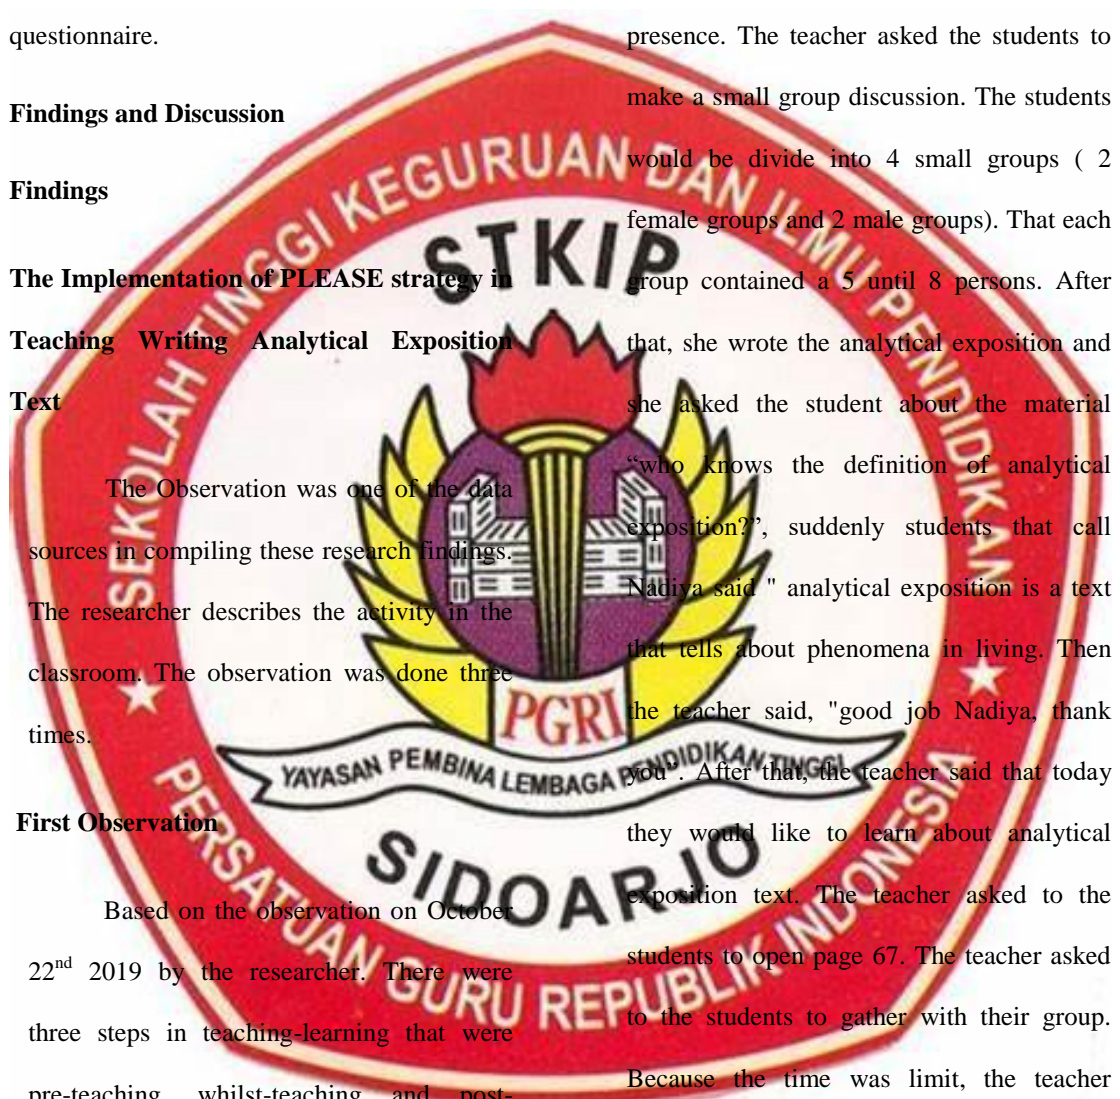 questionnaire.
Findings and Discussion
Findings
The Implementation of PLEASE strategy in
Teaching Writing Analytical Exposition
Text
The Observation was one of the data
sources in compiling these research findings.
The researcher describes the activity in the
classroom. The observation was done three
times.
First Observation
Based on the observation on October
22nd 2019 by the researcher. There were
three steps in teaching-learning that were
pre-teaching, whilst-teaching and post-
presence. The teacher asked the students to
make a small group discussion. The students
would be divide into 4 small groups ( 2
female groups and 2 male groups). That each
group contained a 5 until 8 persons. After
that, she wrote the analytical exposition and
she asked the student about the material
“who knows the definition of analytical
exposition?”, suddenly students that call
Nadiya said " analytical exposition is a text
that tells about phenomena in living. Then
the teacher said, "good job Nadiya, thank
you”. After that, the teacher said that today
they would like to learn about analytical
exposition text. The teacher asked to the
students to open page 67. The teacher asked
to the students to gather with their group.
Because the time was limit, the teacher
SEKOLAH TINGGI KEGURUAN DAN ILMU PENDIDIKAN
STKIP
PGRI
YAYASAN PEMBINA LEMBAGA PENDIDIKAN TINGGI
SIDOARJO
PERSATUAN GURU REPUBLIK INDONESIA